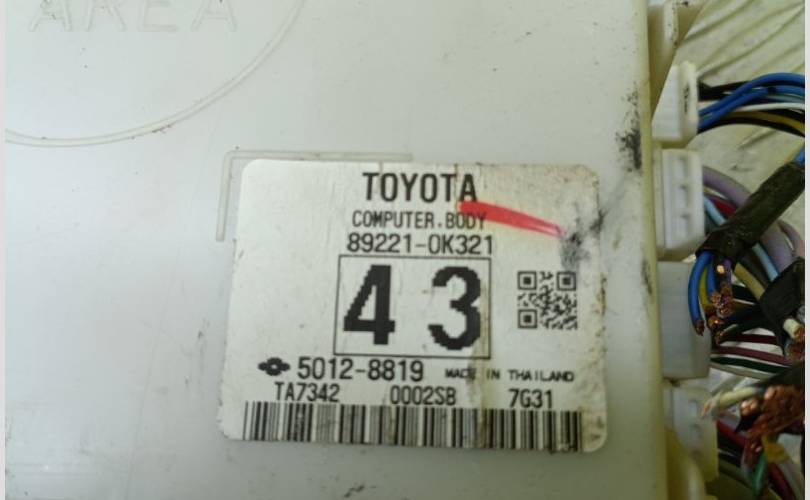 AREA
TOYOTA
COMPUTER.BODY
89221-0K321
43
5012-8819 MADE IN THAILAND
TA7342 0002SB 7G31